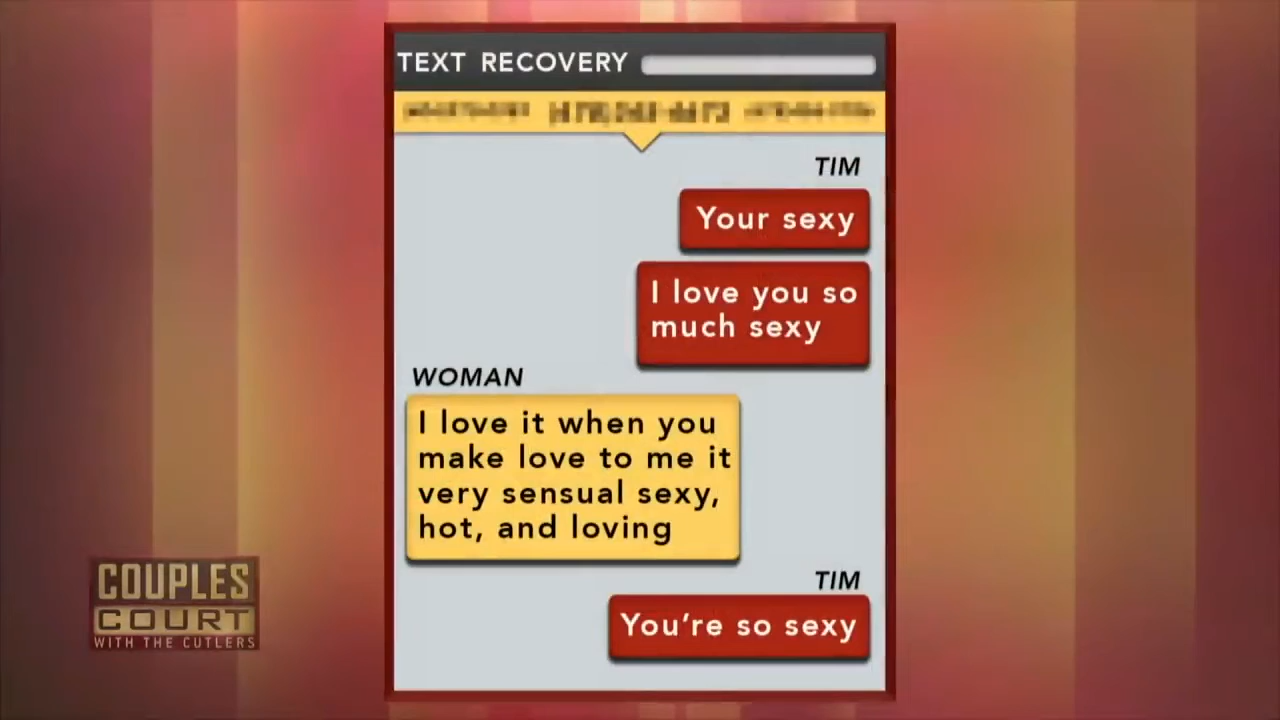 TEXT RECOVERY
TIM
Your sexy
I love you so
much sexy
WOMAN
I love it when you
make love to me it
very sensual sexy,
hot, and loving
TIM
You're so sexy
COUPLES
COURT
WITH THE CUTLERS